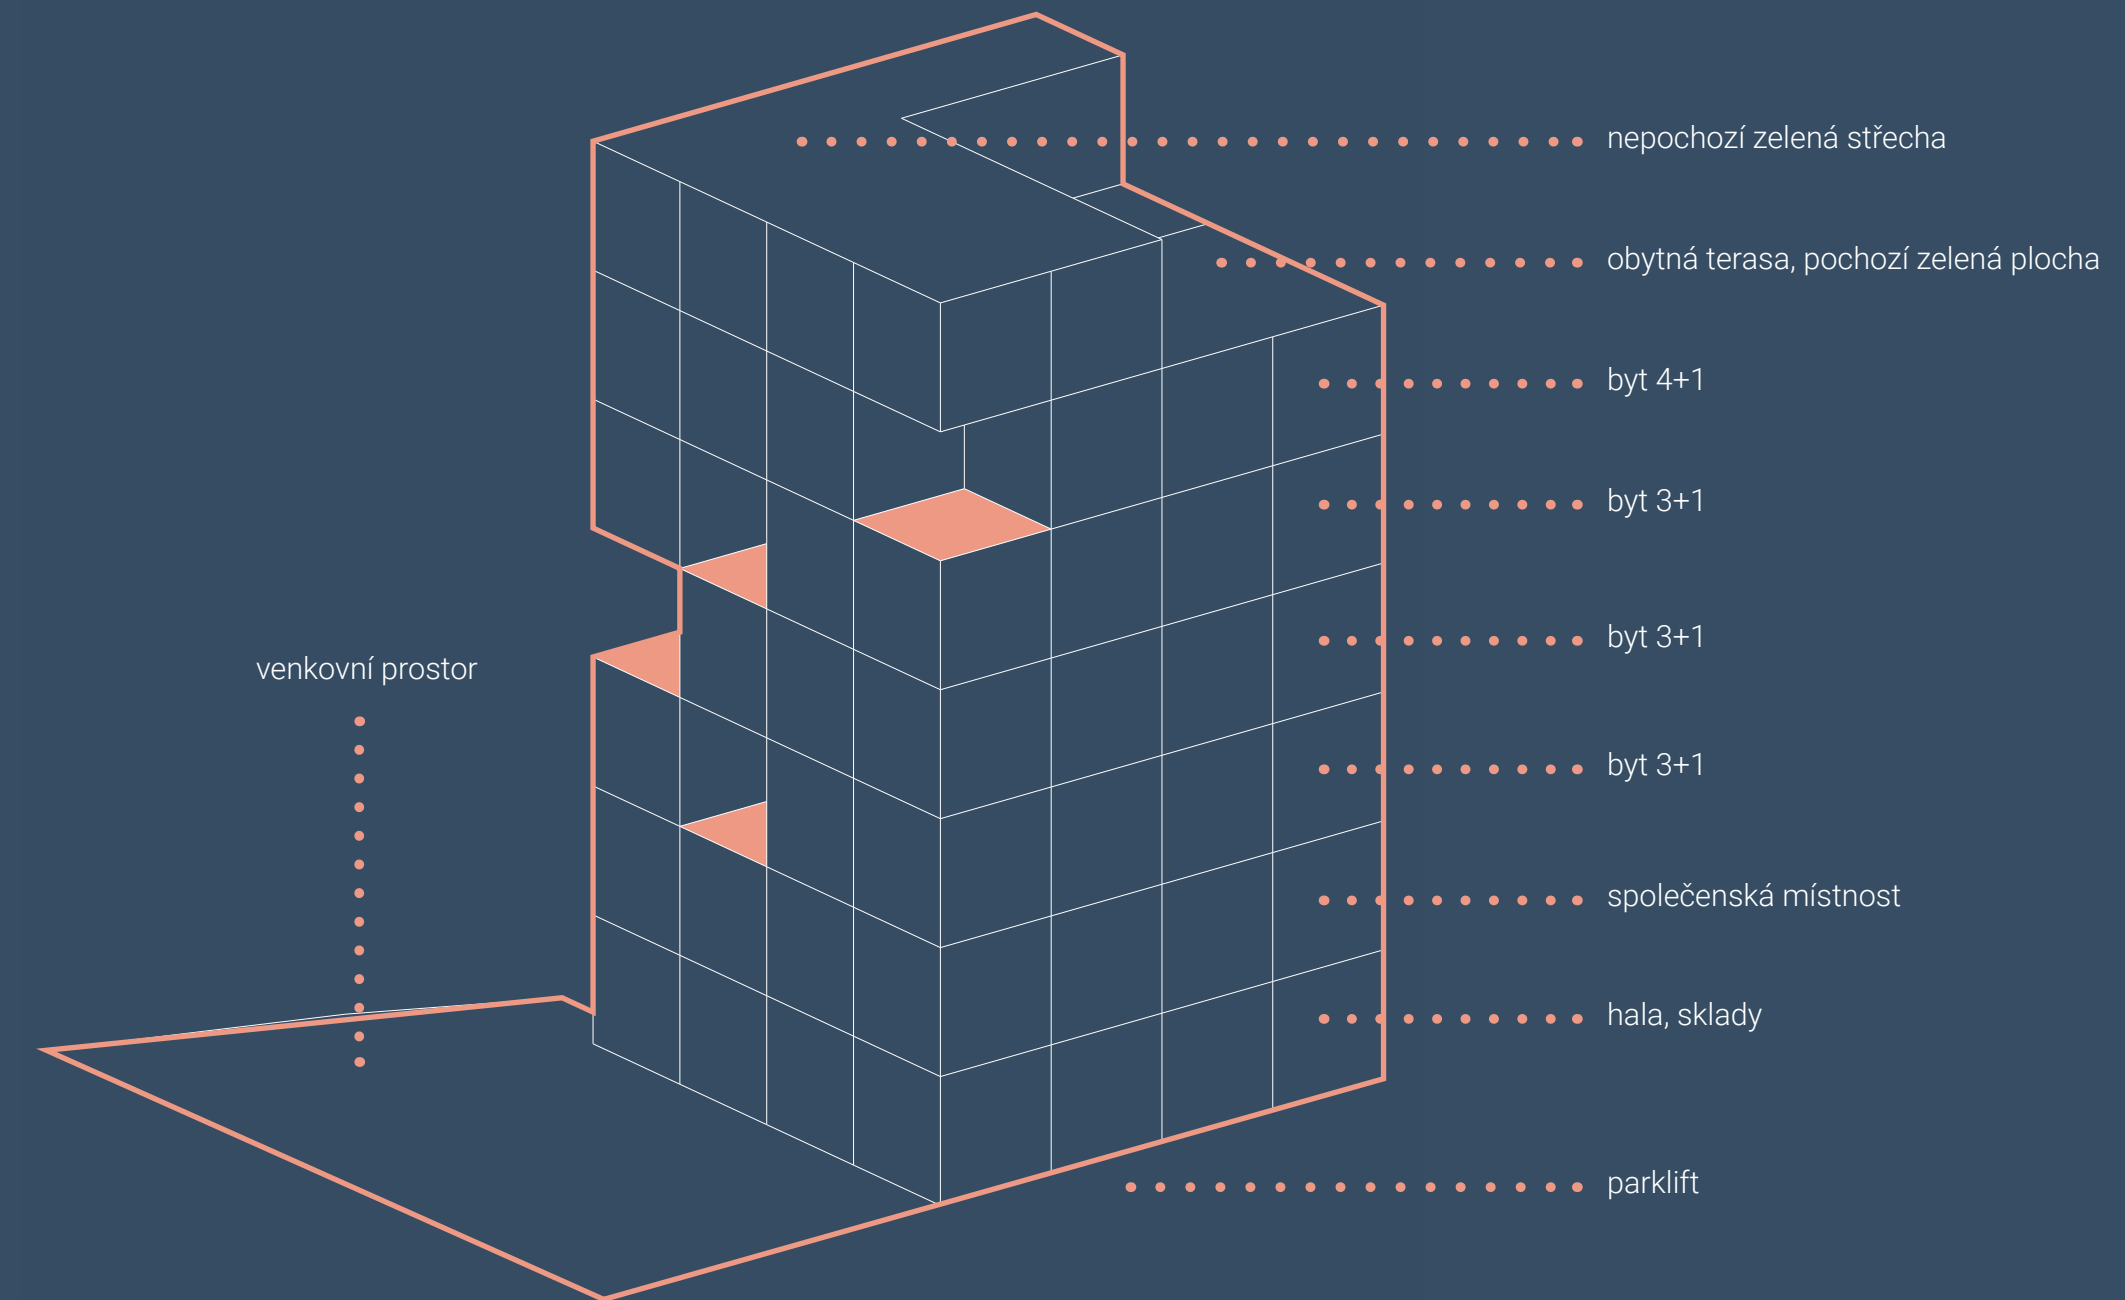 nepochozí zelená střecha
obytná terasa, pochozí zelená plocha
byt 4+1
byt 3+1
byt 3+1
venkovní prostor
byt 3+1
společenská místnost
hala, sklady
parklift